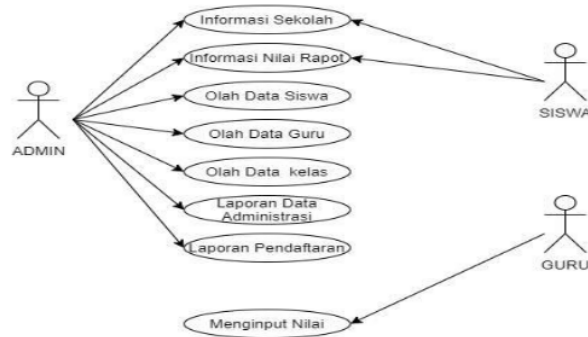 Informasi Sekolah
Informasi Nilai Rapot
Olah Data Siswa
Olah Data Guru
Olah Data kelas
Laporan Data
Administrasi
Laporan Pendaftaran
Menginput Nilai
ADMIN
SISWA
GURU